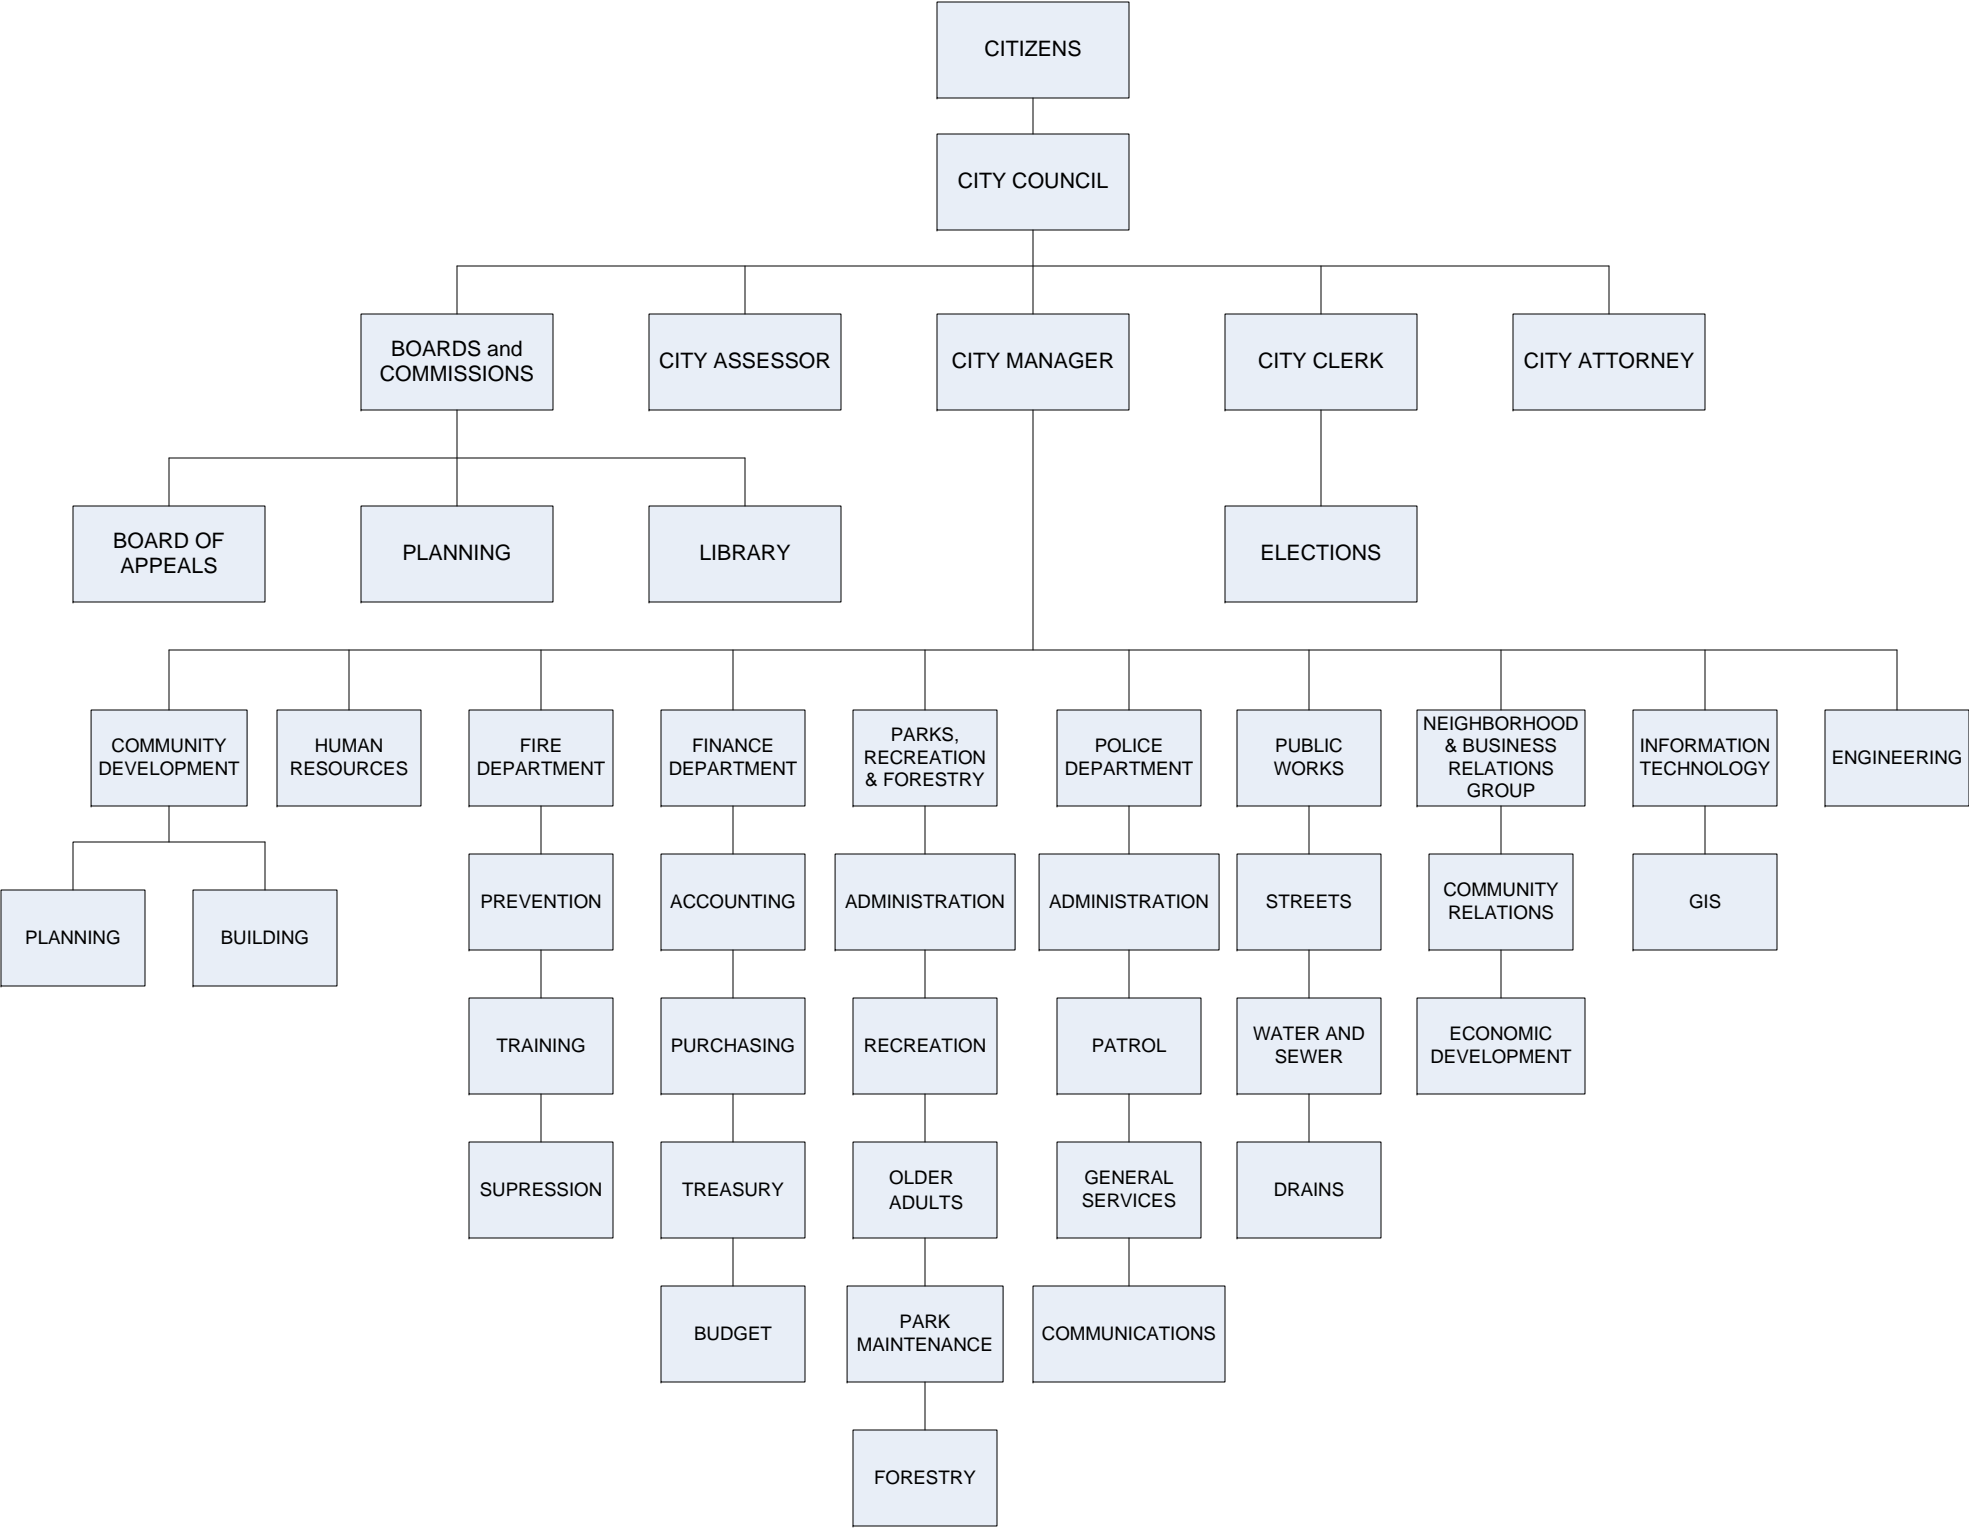 CITIZENS
CITY COUNCIL
BOARDS and
COMMISSIONS
CITY ASSESSOR
CITY MANAGER
CITY CLERK
CITY ATTORNEY
BOARD OF
APPEALS
PLANNING
LIBRARY
ELECTIONS
COMMUNITY
DEVELOPMENT
HUMAN
RESOURCES
FIRE
DEPARTMENT
FINANCE
DEPARTMENT
PARKS,
RECREATION
& FORESTRY
POLICE
DEPARTMENT
PUBLIC
WORKS
NEIGHBORHOOD
& BUSINESS
RELATIONS
GROUP
INFORMATION
TECHNOLOGY
ENGINEERING
PLANNING
BUILDING
PREVENTION
ACCOUNTING
ADMINISTRATION
ADMINISTRATION
STREETS
COMMUNITY
RELATIONS
GIS
TRAINING
PURCHASING
RECREATION
PATROL
WATER AND
SEWER
ECONOMIC
DEVELOPMENT
SUPRESSION
TREASURY
OLDER
ADULTS
GENERAL
SERVICES
DRAINS
BUDGET
PARK
MAINTENANCE
COMMUNICATIONS
FORESTRY